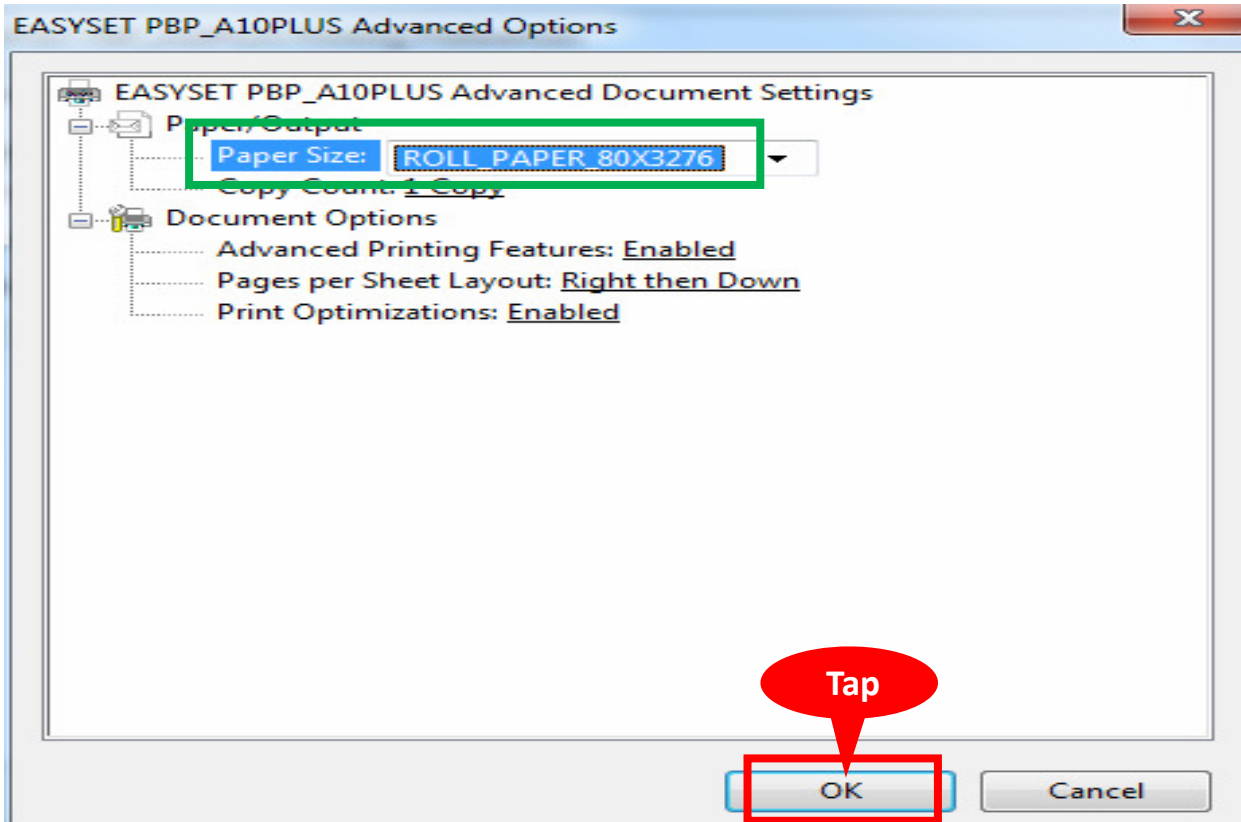 EASYSET PBP_A10PLUS Advanced Options
EASYSET PBP_A10PLUS Advanced Document Settings
Paper/Output
Paper Size: ROLL_PAPER_80X3276
Copy Count: 1 Copy
Document Options
Advanced Printing Features: Enabled
Pages per Sheet Layout: Right then Down
Print Optimizations: Enabled
Tap
OK Cancel